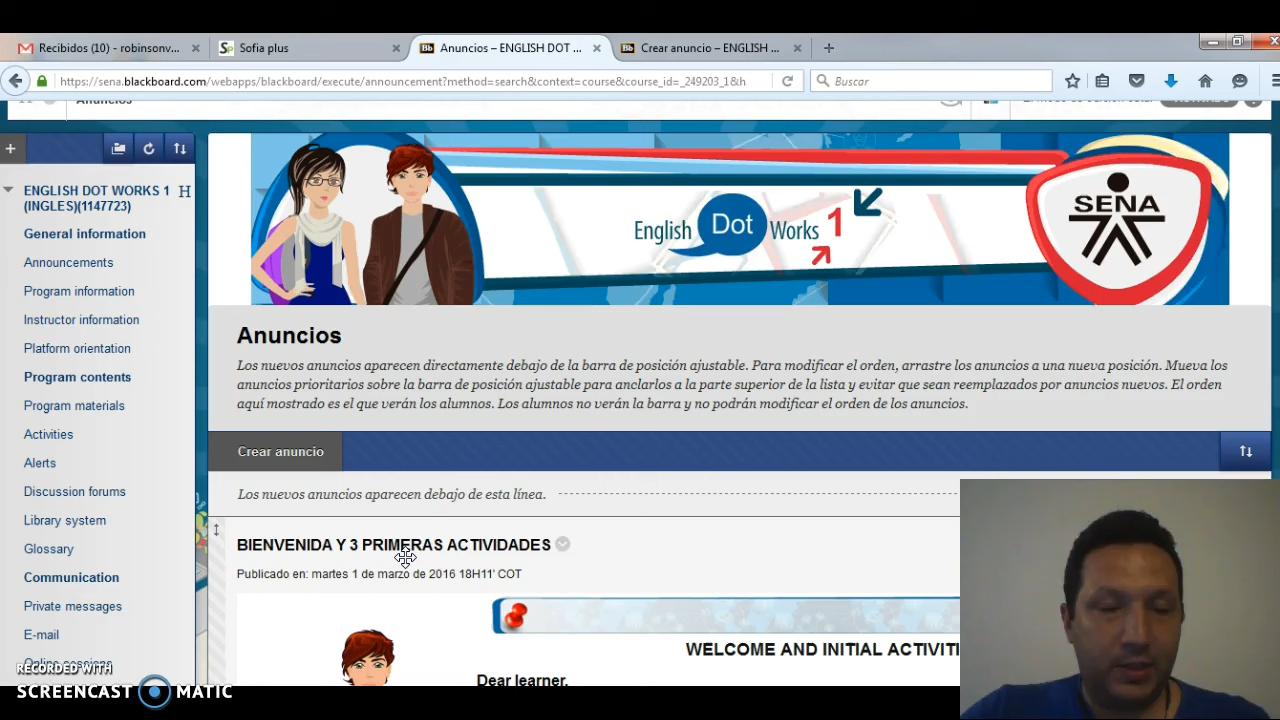 Recibidos (10) - robinsonv...
Sofia plus
Anuncios – ENGLISH DOT ...
Crear anuncio – ENGLISH ...
https://sena.blackboard.com/webapps/blackboard/execute/announcement?method=search&context=course&course_id=_249203_1&h
Buscar
Anuncios
ENGLISH DOT WORKS 1
(INGLES)(1147723)
General information
Announcements
Program information
Instructor information
Platform orientation
Program contents
Program materials
Activities
Alerts
Discussion forums
Library system
Glossary
Communication
Private messages
E-mail
Online sessions
English Dot Works 1
SENA
Anuncios
Los nuevos anuncios aparecen directamente debajo de la barra de posición ajustable. Para modificar el orden, arrastre los anuncios a una nueva posición. Mueva los
anuncios prioritarios sobre la barra de posición ajustable para anclarlos a la parte superior de la lista y evitar que sean reemplazados por anuncios nuevos. El orden
aquí mostrado es el que verán los alumnos. Los alumnos no verán la barra y no podrán modificar el orden de los anuncios.
Crear anuncio
Los nuevos anuncios aparecen debajo de esta línea.
BIENVENIDA Y 3 PRIMERAS ACTIVIDADES
Publicado en: martes 1 de marzo de 2016 18H11' COT
WELCOME AND INITIAL ACTIVITI
Dear learner,
RECORDED WITH
SCREENCAST MATIC